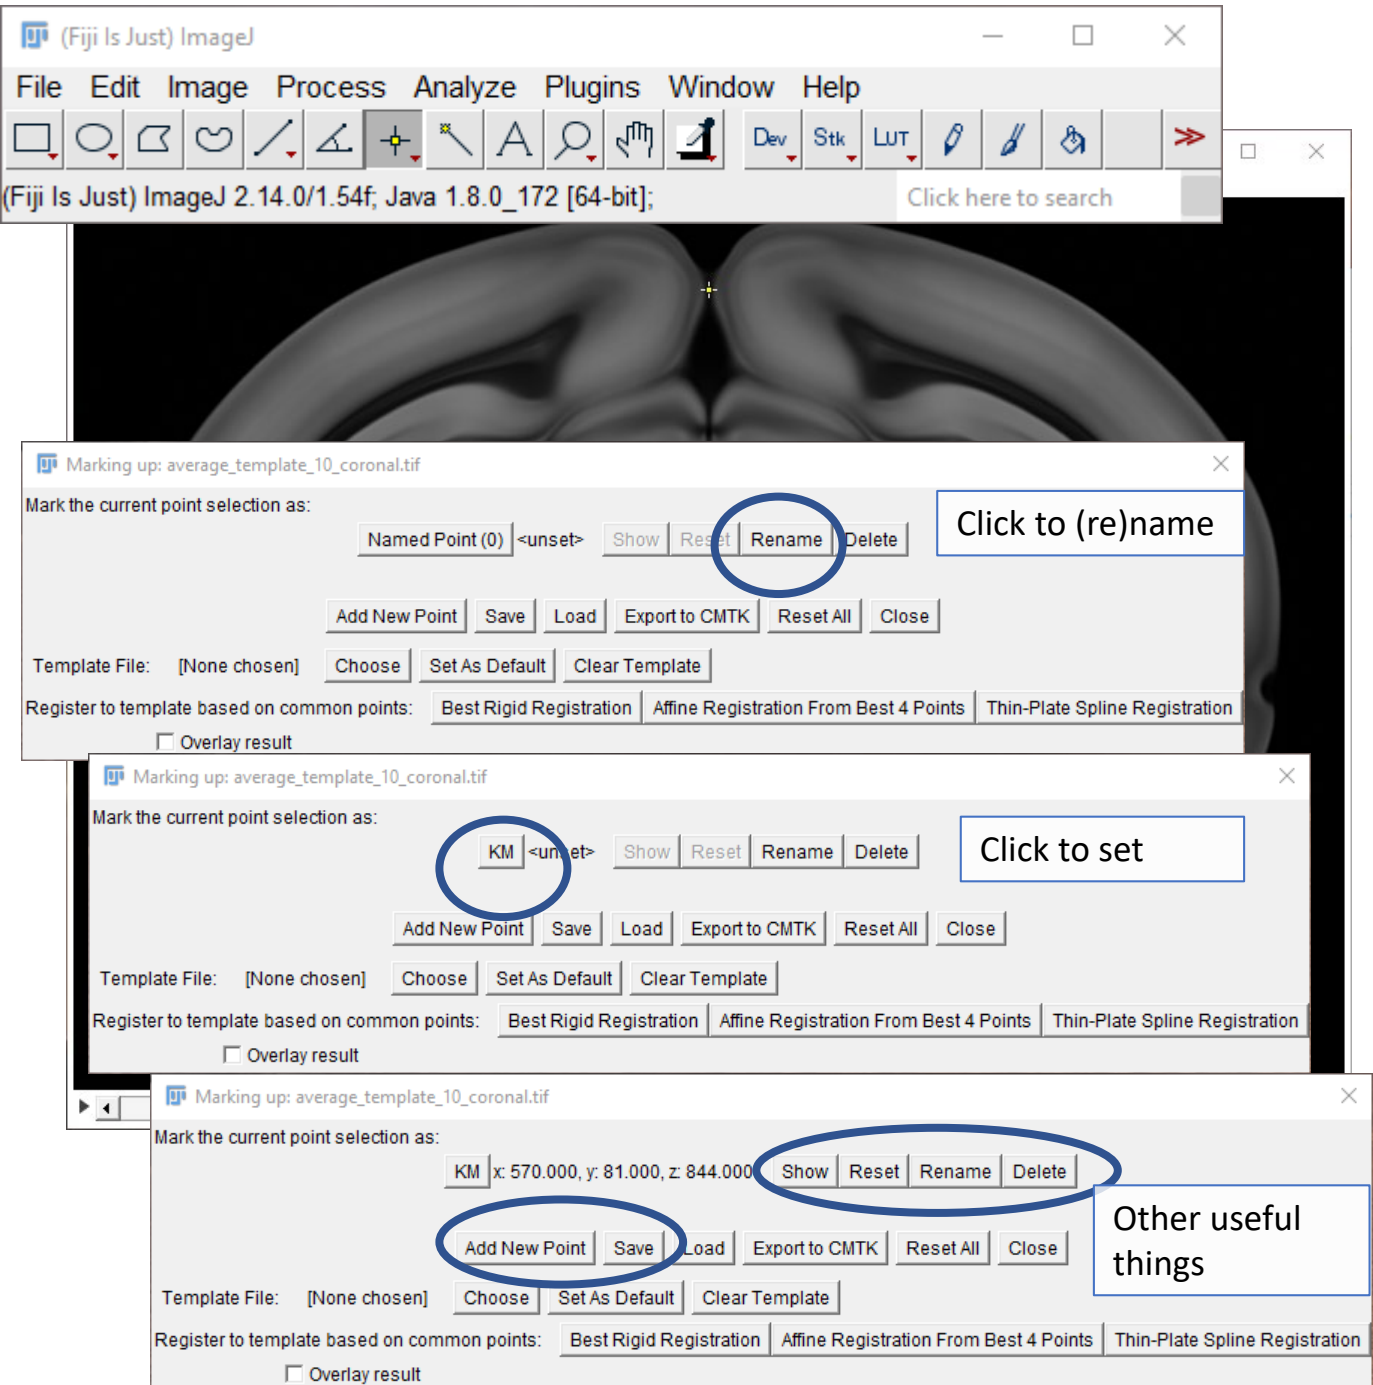 (Fiji Is Just) ImageJ
File Edit Image Process Analyze Plugins Window Help
Dev Stk LUT
(Fiji Is Just) ImageJ 2.14.0/1.54f; Java 1.8.0_172 [64-bit]; Click here to search
Marking up: average_template_10_coronal.tif
Mark the current point selection as:
Named Point (0) <unset> Show Reset Rename Delete
Click to (re)name
Add New Point Save Load Export to CMTK Reset All Close
Template File: [None chosen] Choose Set As Default Clear Template
Register to template based on common points: Best Rigid Registration Affine Registration From Best 4 Points Thin-Plate Spline Registration
Overlay result
Marking up: average_template_10_coronal.tif
Mark the current point selection as:
KM <unset> Show Reset Rename Delete
Click to set
Add New Point Save Load Export to CMTK Reset All Close
Template File: [None chosen] Choose Set As Default Clear Template
Register to template based on common points: Best Rigid Registration Affine Registration From Best 4 Points Thin-Plate Spline Registration
Overlay result
Marking up: average_template_10_coronal.tif
Mark the current point selection as:
KM x: 570.000, y: 81.000, z: 844.000 Show Reset Rename Delete
Other useful
things
Add New Point Save Load Export to CMTK Reset All Close
Template File: [None chosen] Choose Set As Default Clear Template
Register to template based on common points: Best Rigid Registration Affine Registration From Best 4 Points Thin-Plate Spline Registration
Overlay result